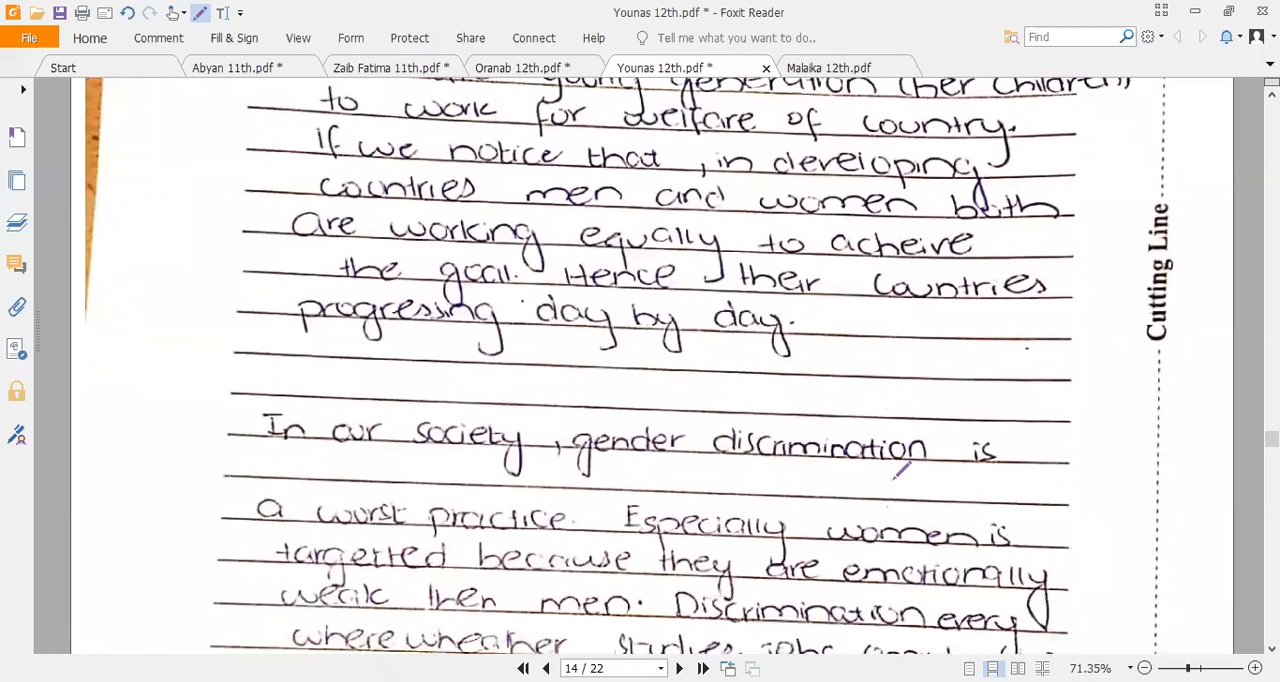 Younas 12th.pdf * - Foxit Reader
File Home Comment Fill & Sign View Form Protect Share Connect Help Tell me what you want to do.. Find
Start Abyan 11th.pdf * Zaib Fatima 11th.pdf * Oranab 12th.pdf * Younas 12th.pdf * Malaika 12th.pdf
generation (her children)
to work for welfare of country.
if we notice that , in developing
countries men and women both
are working equally to acheive
the goal. Hence their countries
progressing day by day.
In our society , gender discrimination is
a worst practice. Especially women is
targetted because they are emotionally
weak then men. Discrimination every
where wheather studies jobs
Cutting Line
14 / 22
71.35%